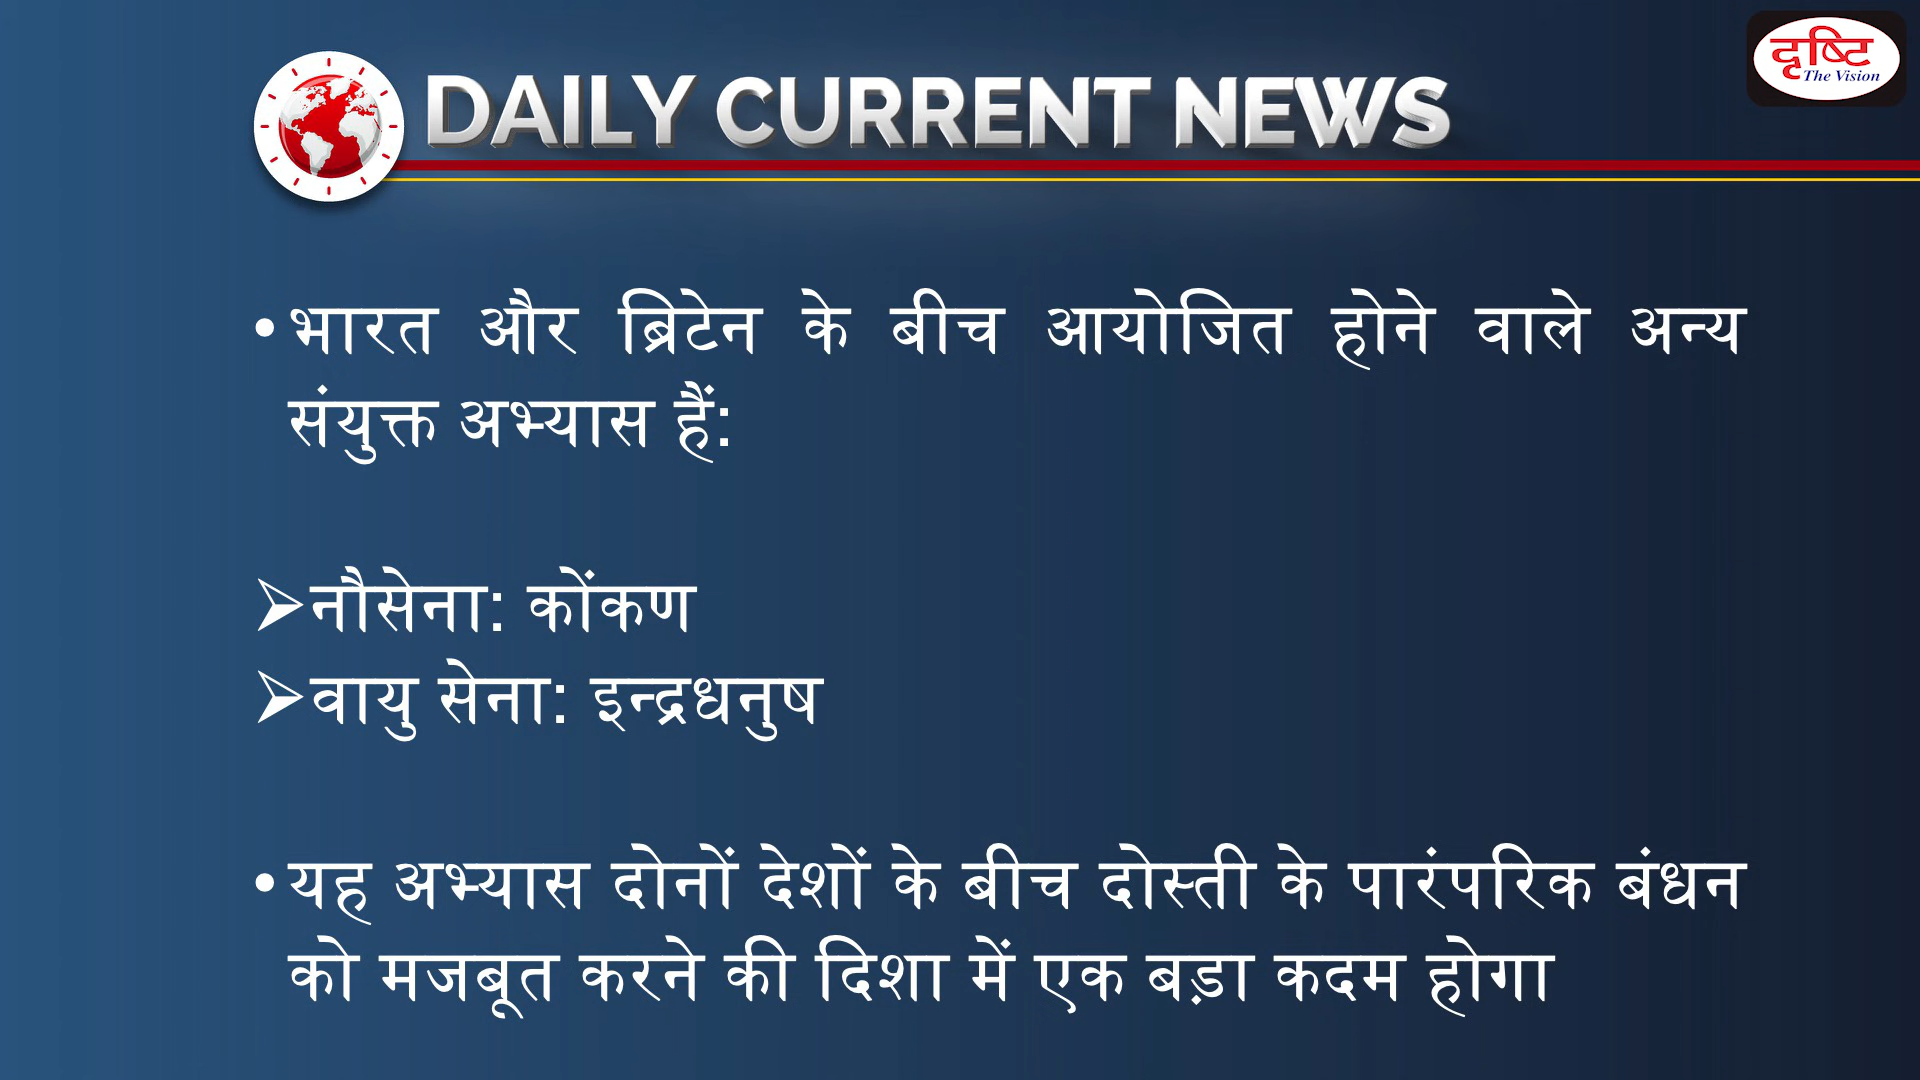 दृष्टि
The Vision
DAILY CURRENT NEWS
•भारत और ब्रिटेन के बीच आयोजित होने वाले अन्य
संयुक्त अभ्यास हैं:
➢नौसेना: कोंकण
➢वायु सेना: इन्द्रधनुष
•यह अभ्यास दोनों देशों के बीच दोस्ती के पारंपरिक बंधन
को मजबूत करने की दिशा में एक बड़ा कदम होगा